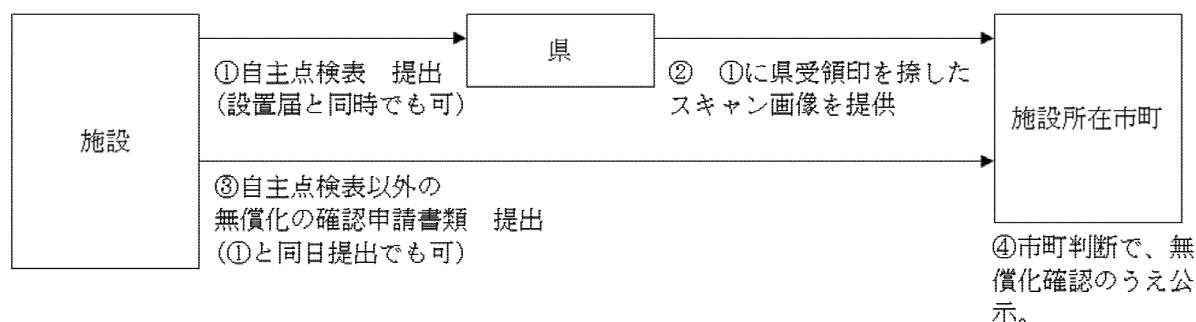 施設
①自主点検表　提出
（設置届と同時でも可）
県
②　①に県受領印を捺した
スキャン画像を提供
施設所在市町
③自主点検表以外の
無償化の確認申請書類　提出
（①と同日提出でも可）
④市町判断で、無
償化確認のうえ公
示。